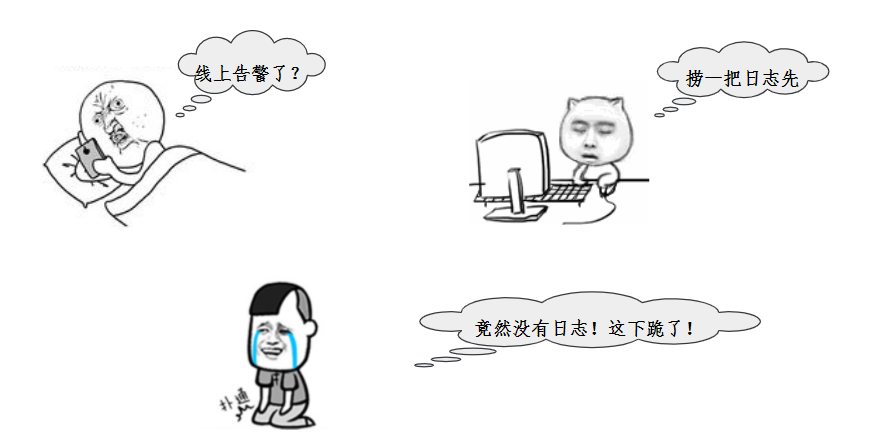 线上告警了？
捞一把日志先
竟然没有日志！这下跪了！
扑通